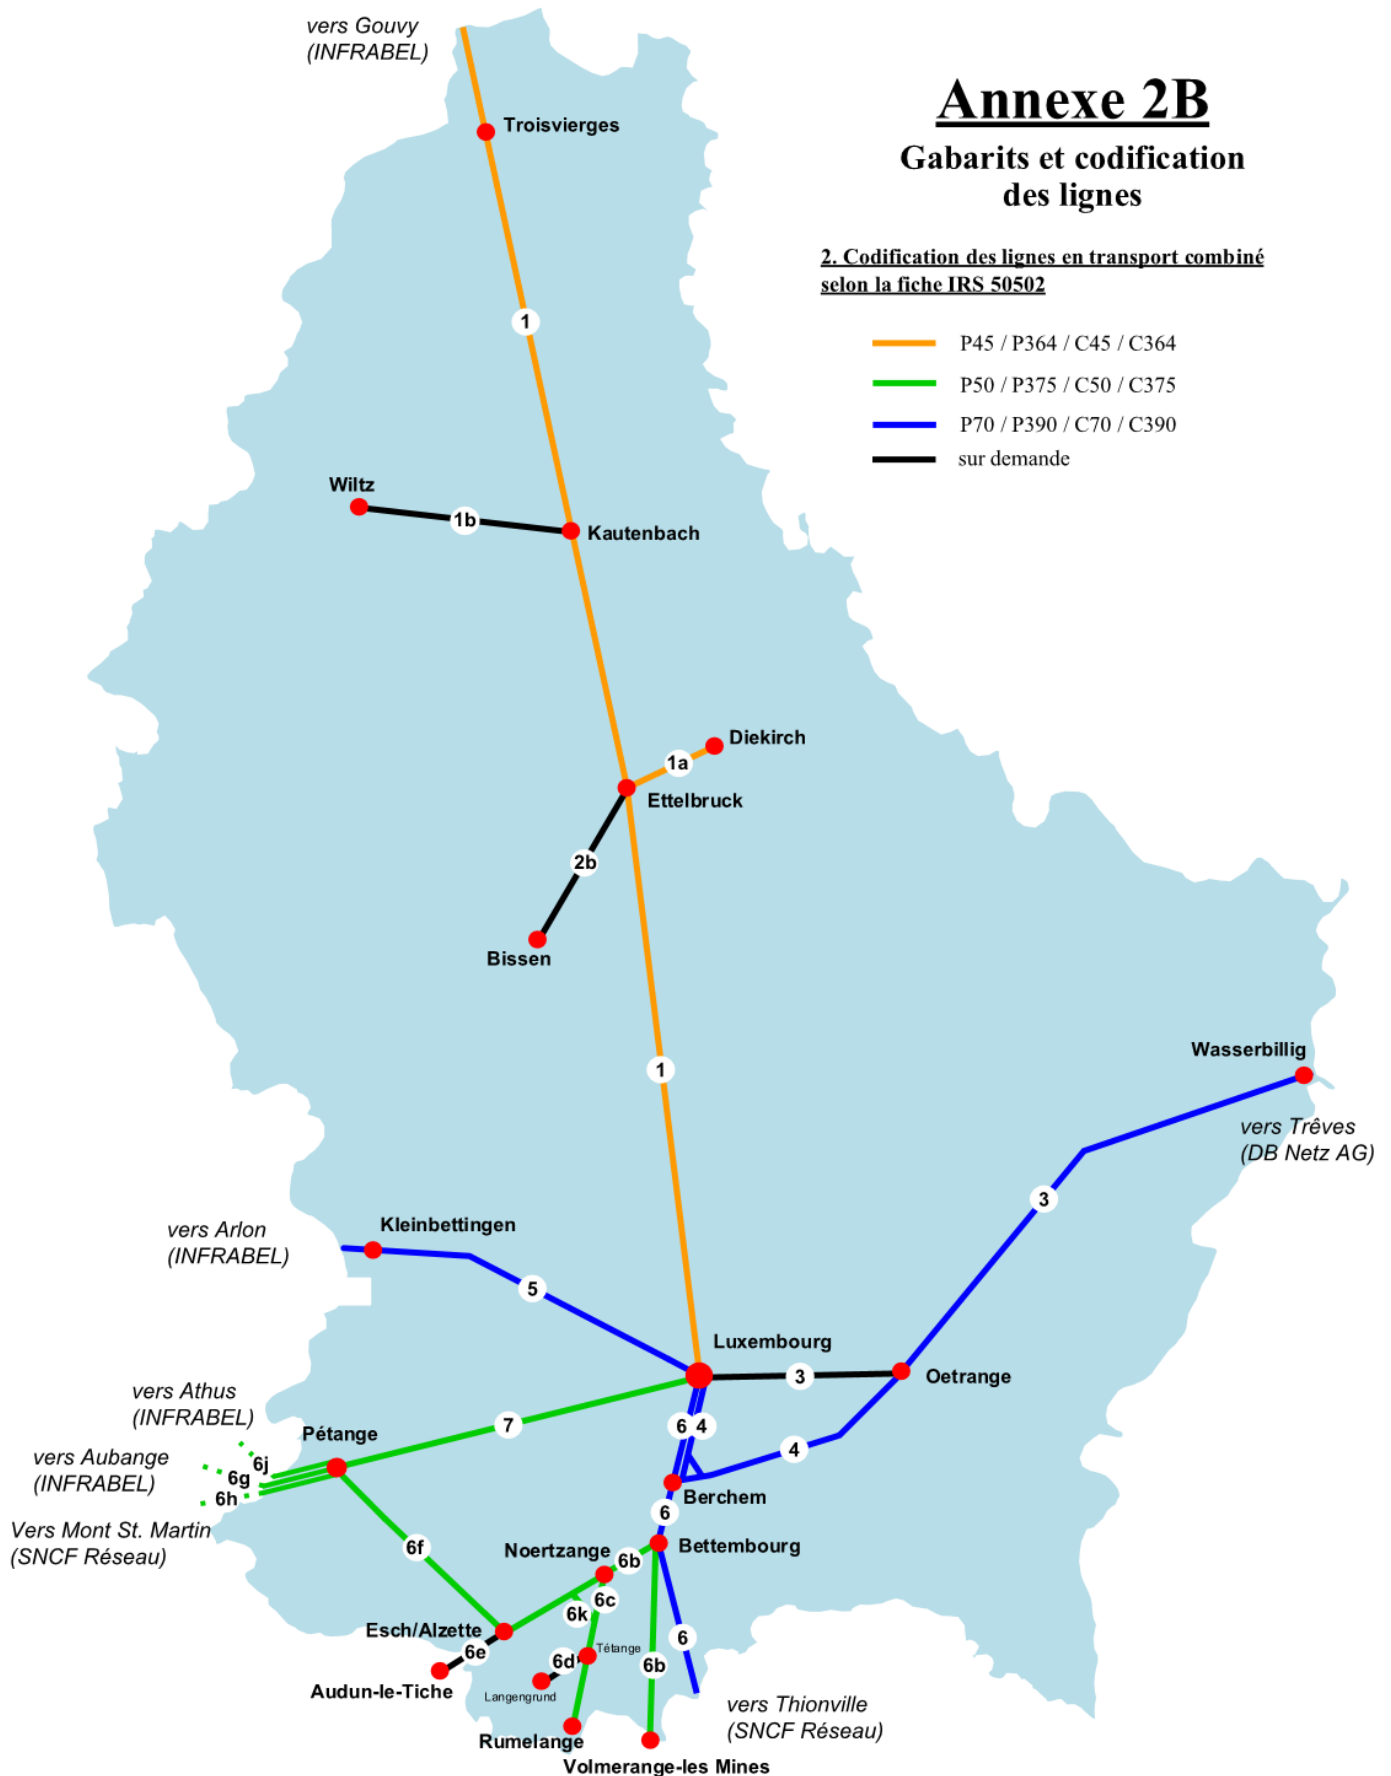 vers Gouvy
(INFRABEL)
Troisvierges
Annexe 2B
Gabarits et codification
des lignes
2. Codification des lignes en transport combiné
selon la fiche IRS 50502
P45 / P364 / C45 / C364
P50 / P375 / C50 / C375
P70 / P390 / C70 / C390
sur demande
1
Wiltz
1b
Kautenbach
Diekirch
1a
Ettelbruck
2b
Bissen
1
Wasserbillig
vers Trêves
(DB Netz AG)
3
vers Arlon
(INFRABEL)
Kleinbettingen
5
Luxembourg
3
Oetrange
vers Athus
(INFRABEL)
Pétange
7
6
4
4
vers Aubange
(INFRABEL)
6j
6g
6h
Berchem
6
Vers Mont St. Martin
(SNCF Réseau)
6f
Noertzange
6b
Bettembourg
6c
6k
Esch/Alzette
6e
6
Tétange
6d
6b
Audun-le-Tiche
Langengrund
vers Thionville
(SNCF Réseau)
Rumelange
Volmerange-les Mines